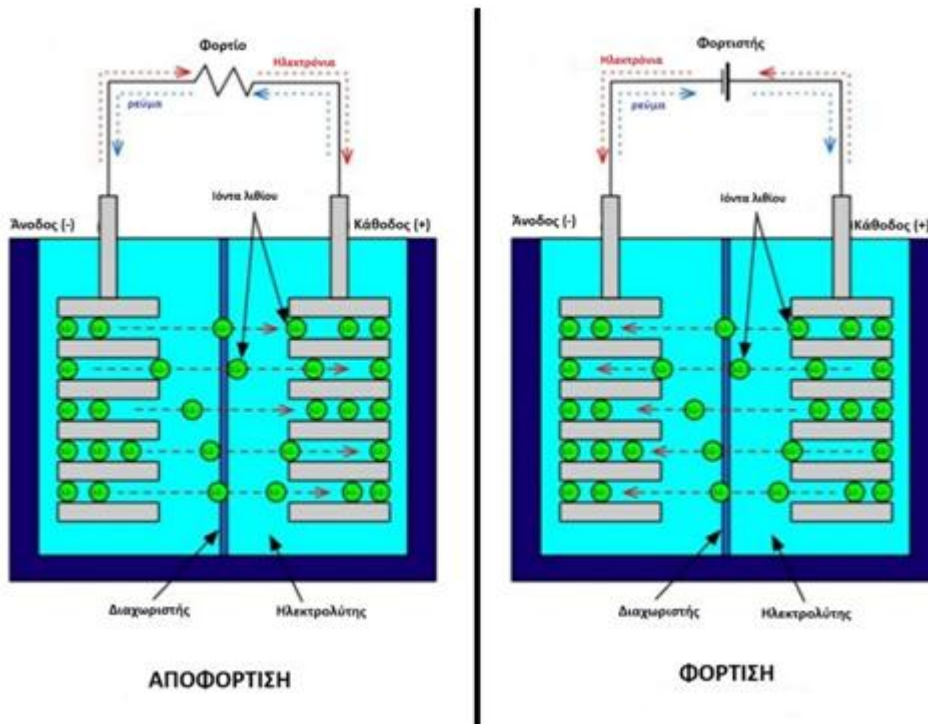 Φορτίο
Ηλεκτρόνια
ρεύμα
Ιόντα λιθίου
Άνοδος (-)
Κάθοδος (+)
Διαχωριστής
Ηλεκτρολύτης
ΑΠΟΦΟΡΤΙΣΗ
Φορτιστής
Ηλεκτρόνια
ρεύμα
Ιόντα λιθίου
Άνοδος (-)
Κάθοδος (+)
Διαχωριστής
Ηλεκτρολύτης
ΦΟΡΤΙΣΗ